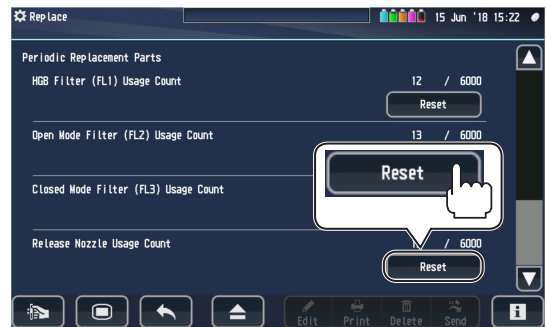 Replace 15 Jun '18 15:22
Periodic Replacement Parts
HGB Filter (FL1) Usage Count 12 / 6000
Reset
Open Mode Filter (FL2) Usage Count 13 / 6000
Reset
Closed Mode Filter (FL3) Usage Count
Release Nozzle Usage Count / 6000
Reset
Edit Print Delete Send i